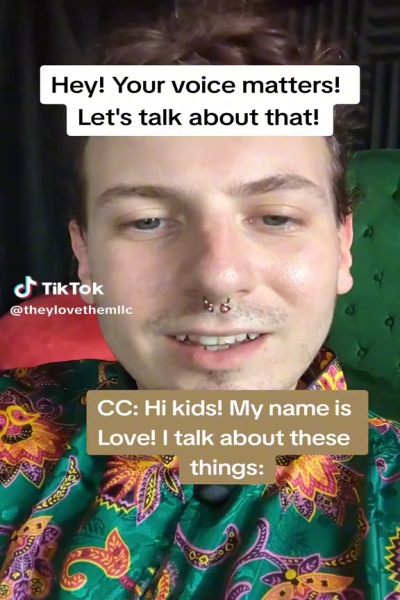 Hey! Your voice matters!
Let's talk about that!
TikTok
@theylovethemllc
CC: Hi kids! My name is
Love! I talk about these
things: